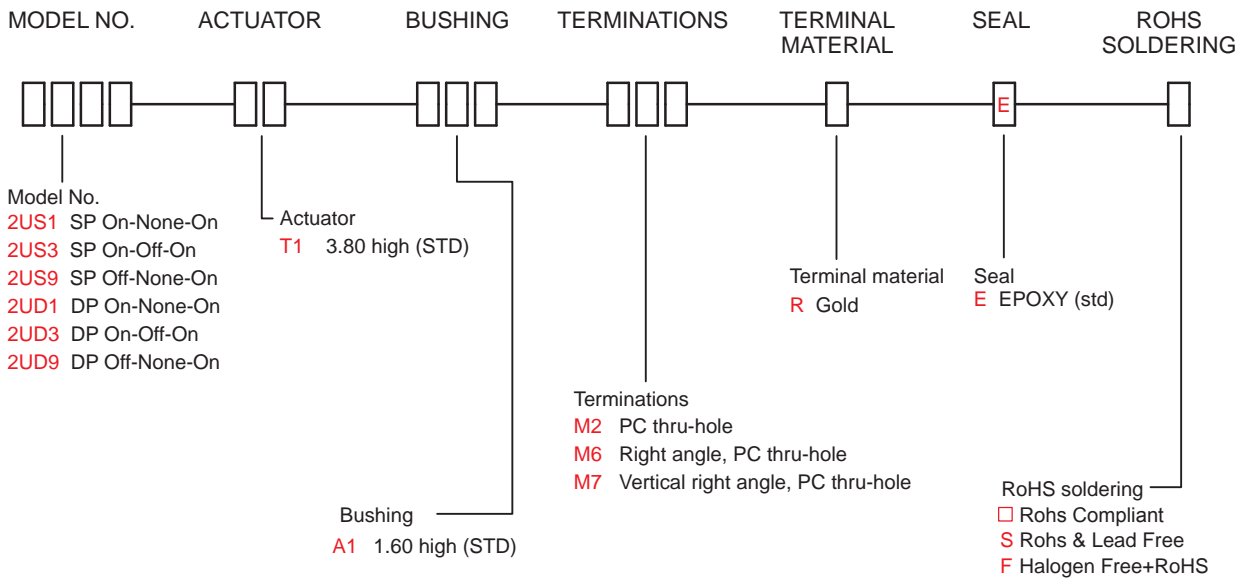 MODEL NO. ACTUATOR BUSHING TERMINATIONS TERMINAL MATERIAL SEAL ROHS SOLDERING
E
Model No.
2US1 SP On-None-On
2US3 SP On-Off-On
2US9 SP Off-None-On
2UD1 DP On-None-On
2UD3 DP On-Off-On
2UD9 DP Off-None-On
Actuator
T1 3.80 high (STD)
Bushing
A1 1.60 high (STD)
Terminations
M2 PC thru-hole
M6 Right angle, PC thru-hole
M7 Vertical right angle, PC thru-hole
Terminal material
R Gold
Seal
E EPOXY (std)
RoHS soldering
□ Rohs Compliant
S Rohs & Lead Free
F Halogen Free+RoHS